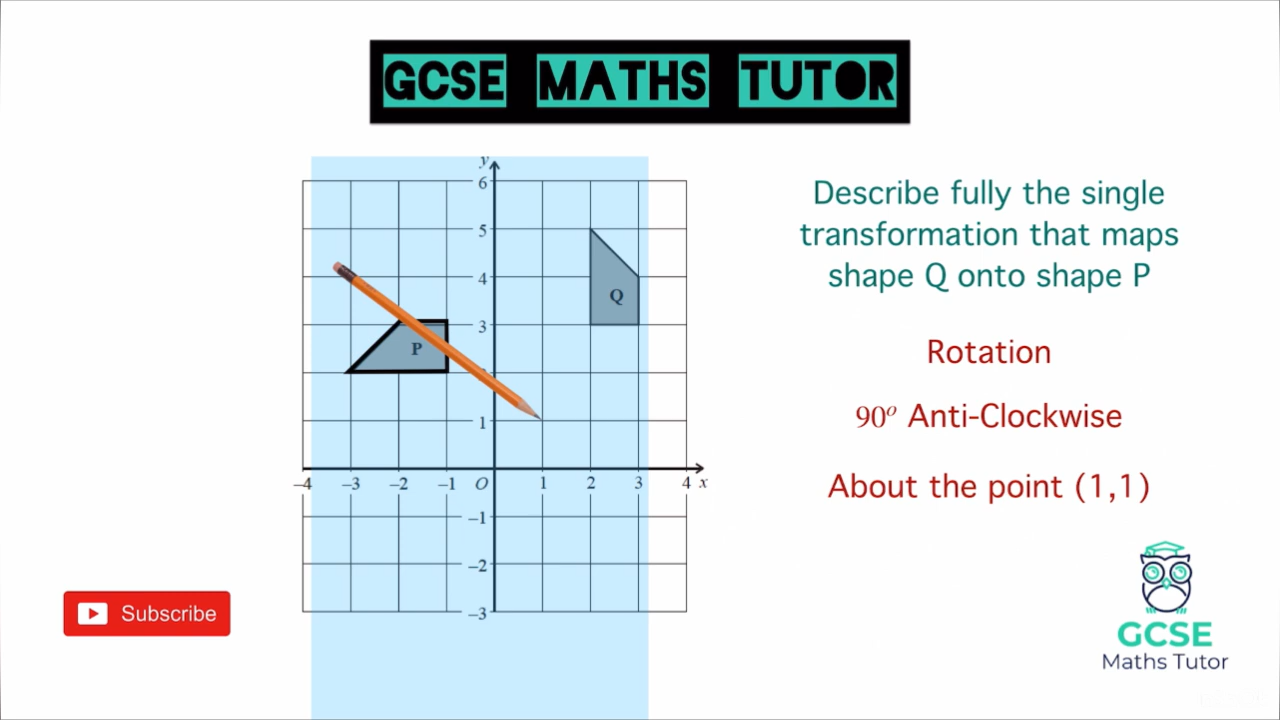 GCSE MATHS TUTOR
Describe fully the single
transformation that maps
shape Q onto shape P
Rotation
90° Anti-Clockwise
About the point (1,1)
y
6
5
4
3
1
–4 –3 –2 –1 O 1 2 3 4 x
–1
–2
–3
Q
P
Subscribe
GCSE
Maths Tutor